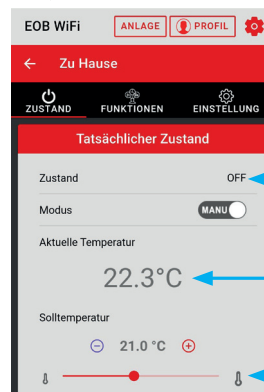 EOB WiFi ANLAGE PROFIL
Zu Hause
ZUSTAND FUNKTIONEN EINSTELLUNG
Tatsächlicher Zustand
Zustand OFF
Modus MANU
Aktuelle Temperatur
22.3°C
Solltemperatur
21.0 °C